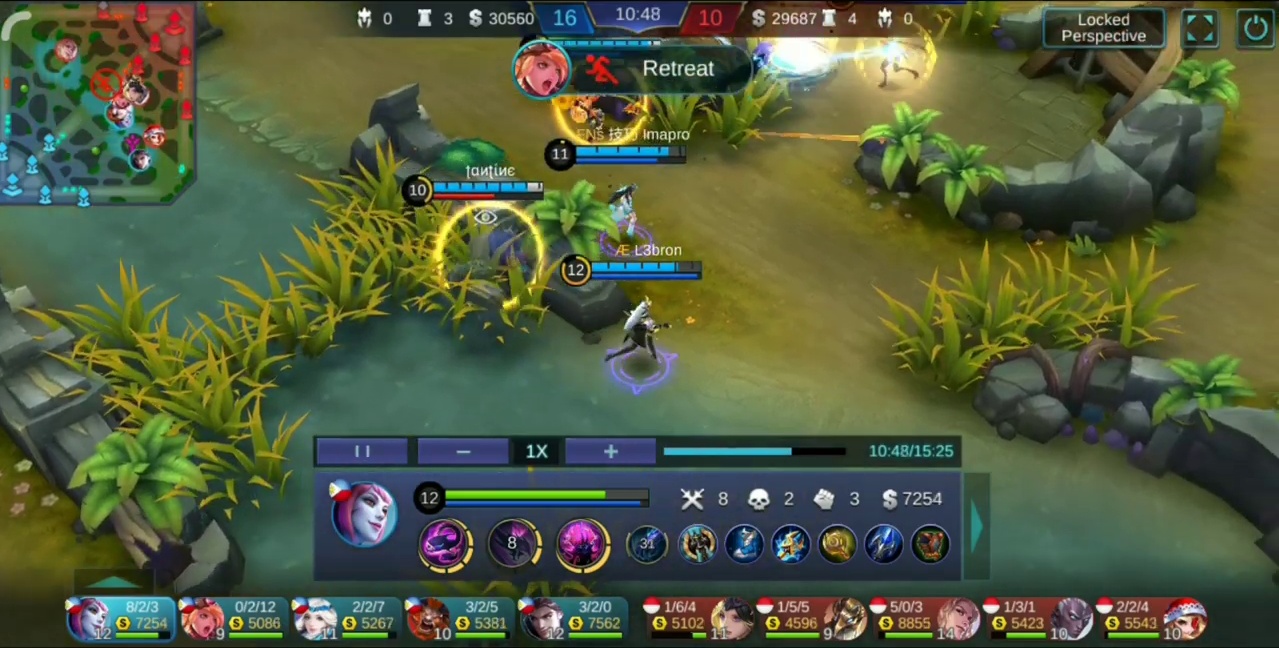 0 3 30560 16 10:48 10 29687 4 0
Locked
Perspective
Retreat
Imapro
11
10
Æ L3bron
12
1X
10:48/15:25
12 8 2 3 7254
8
31
8/2/3 0/2/12 2/2/7 3/2/5 3/2/0 1/6/4 1/5/5 5/0/3 1/3/1 2/2/4
7254 5086 5267 5381 7562 5102 4596 8855 5423 5543
12 9 11 10 12 11 9 14 10 10